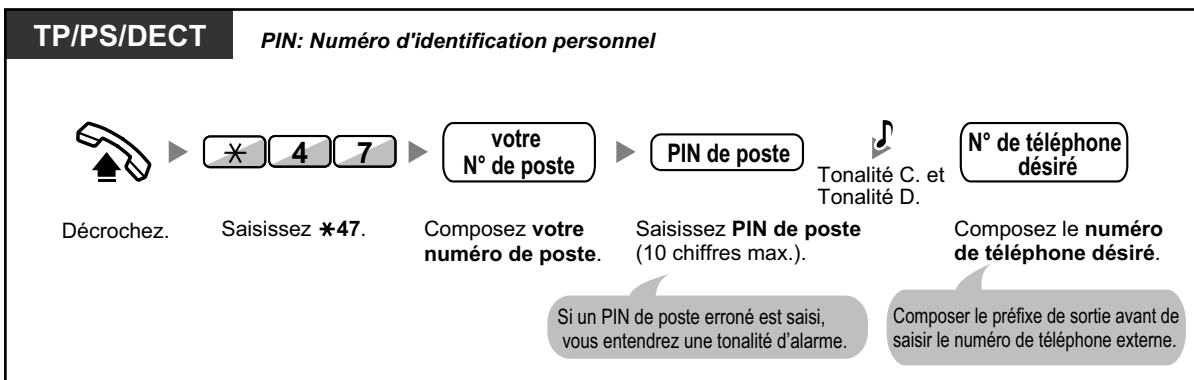 TP/PS/DECT
PIN: Numéro d'identification personnel
* 4 7
votre
N° de poste
PIN de poste
Tonalité C. et
Tonalité D.
N° de téléphone
désiré
Décrochez.
Saisissez *47.
Composez votre
numéro de poste.
Saisissez PIN de poste
(10 chiffres max.).
Composez le numéro
de téléphone désiré.
Si un PIN de poste erroné est saisi,
vous entendrez une tonalité d'alarme.
Composer le préfixe de sortie avant de
saisir le numéro de téléphone externe.